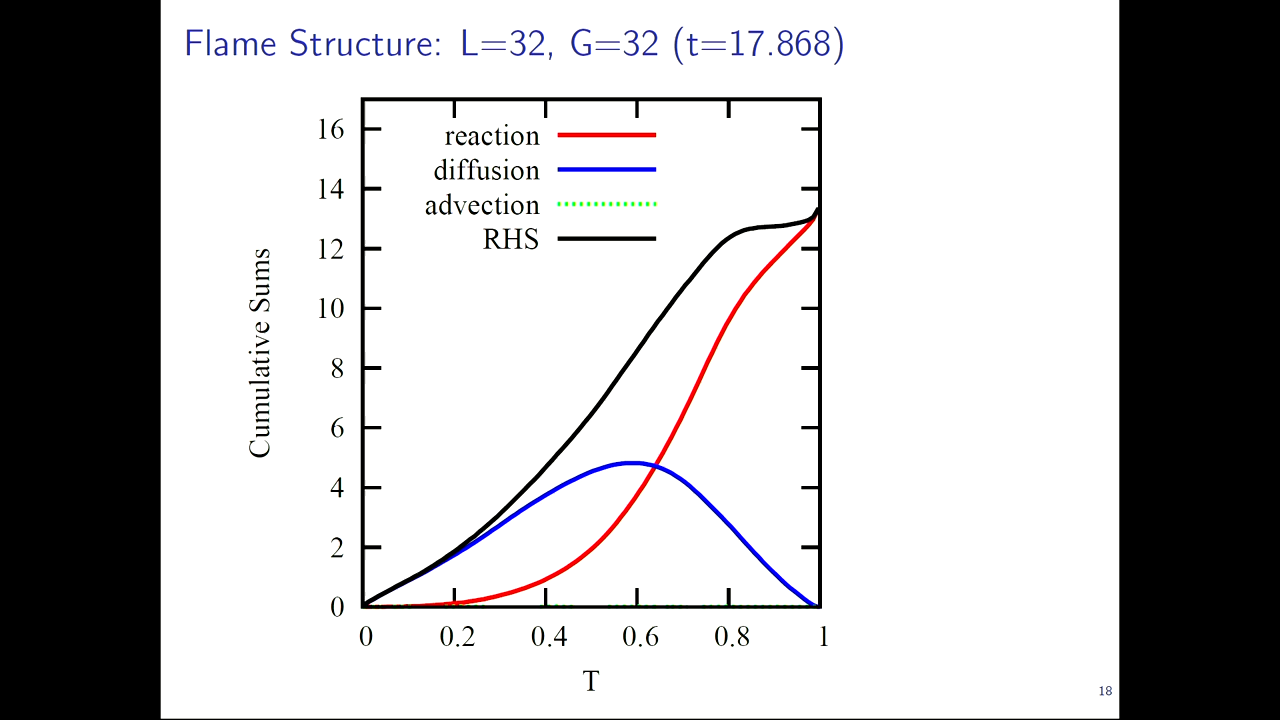 Flame Structure: L=32, G=32 (t=17.868)
16
14
12
10
8
6
4
2
0
Cumulative Sums
reaction
diffusion
advection
RHS
0 0.2 0.4 0.6 0.8 1
T
18